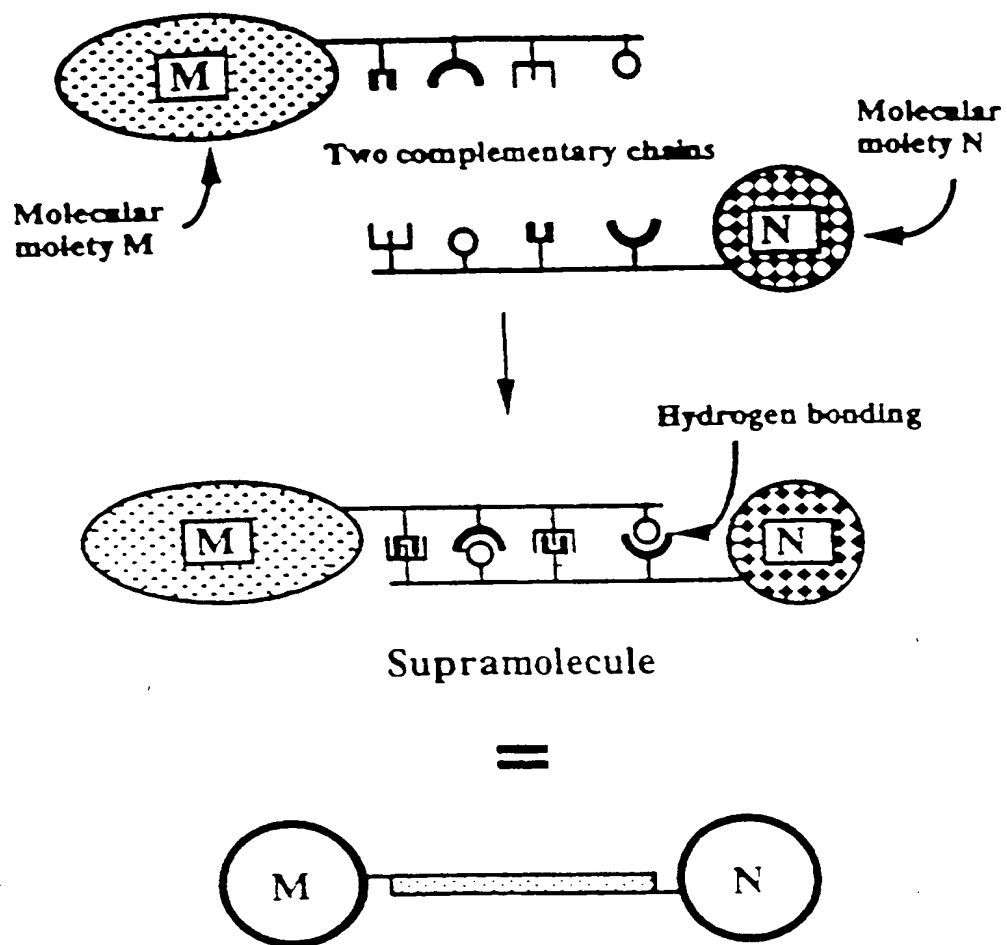 M
Molecular
moiety N
Two complementary chains
Molecular
moiety M
N
Hydrogen bonding
M
N
Supramolecule
=
M
N